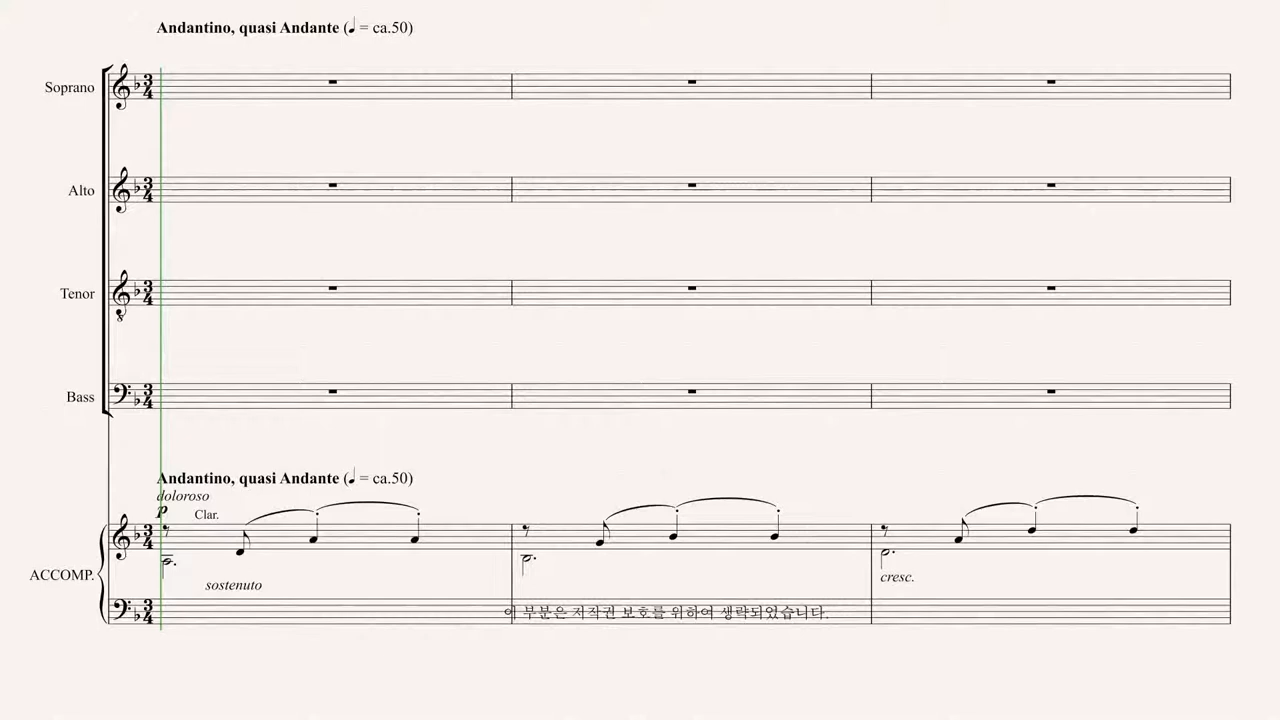 Andantino, quasi Andante (♩ = ca.50)
Soprano
Alto
Tenor
Bass
Andantino, quasi Andante (♩ = ca.50)
doloroso
p
Clar.
ACCOMP.
sostenuto
cresc.
이 부분은 저작권 보호를 위하여 생략되었습니다.